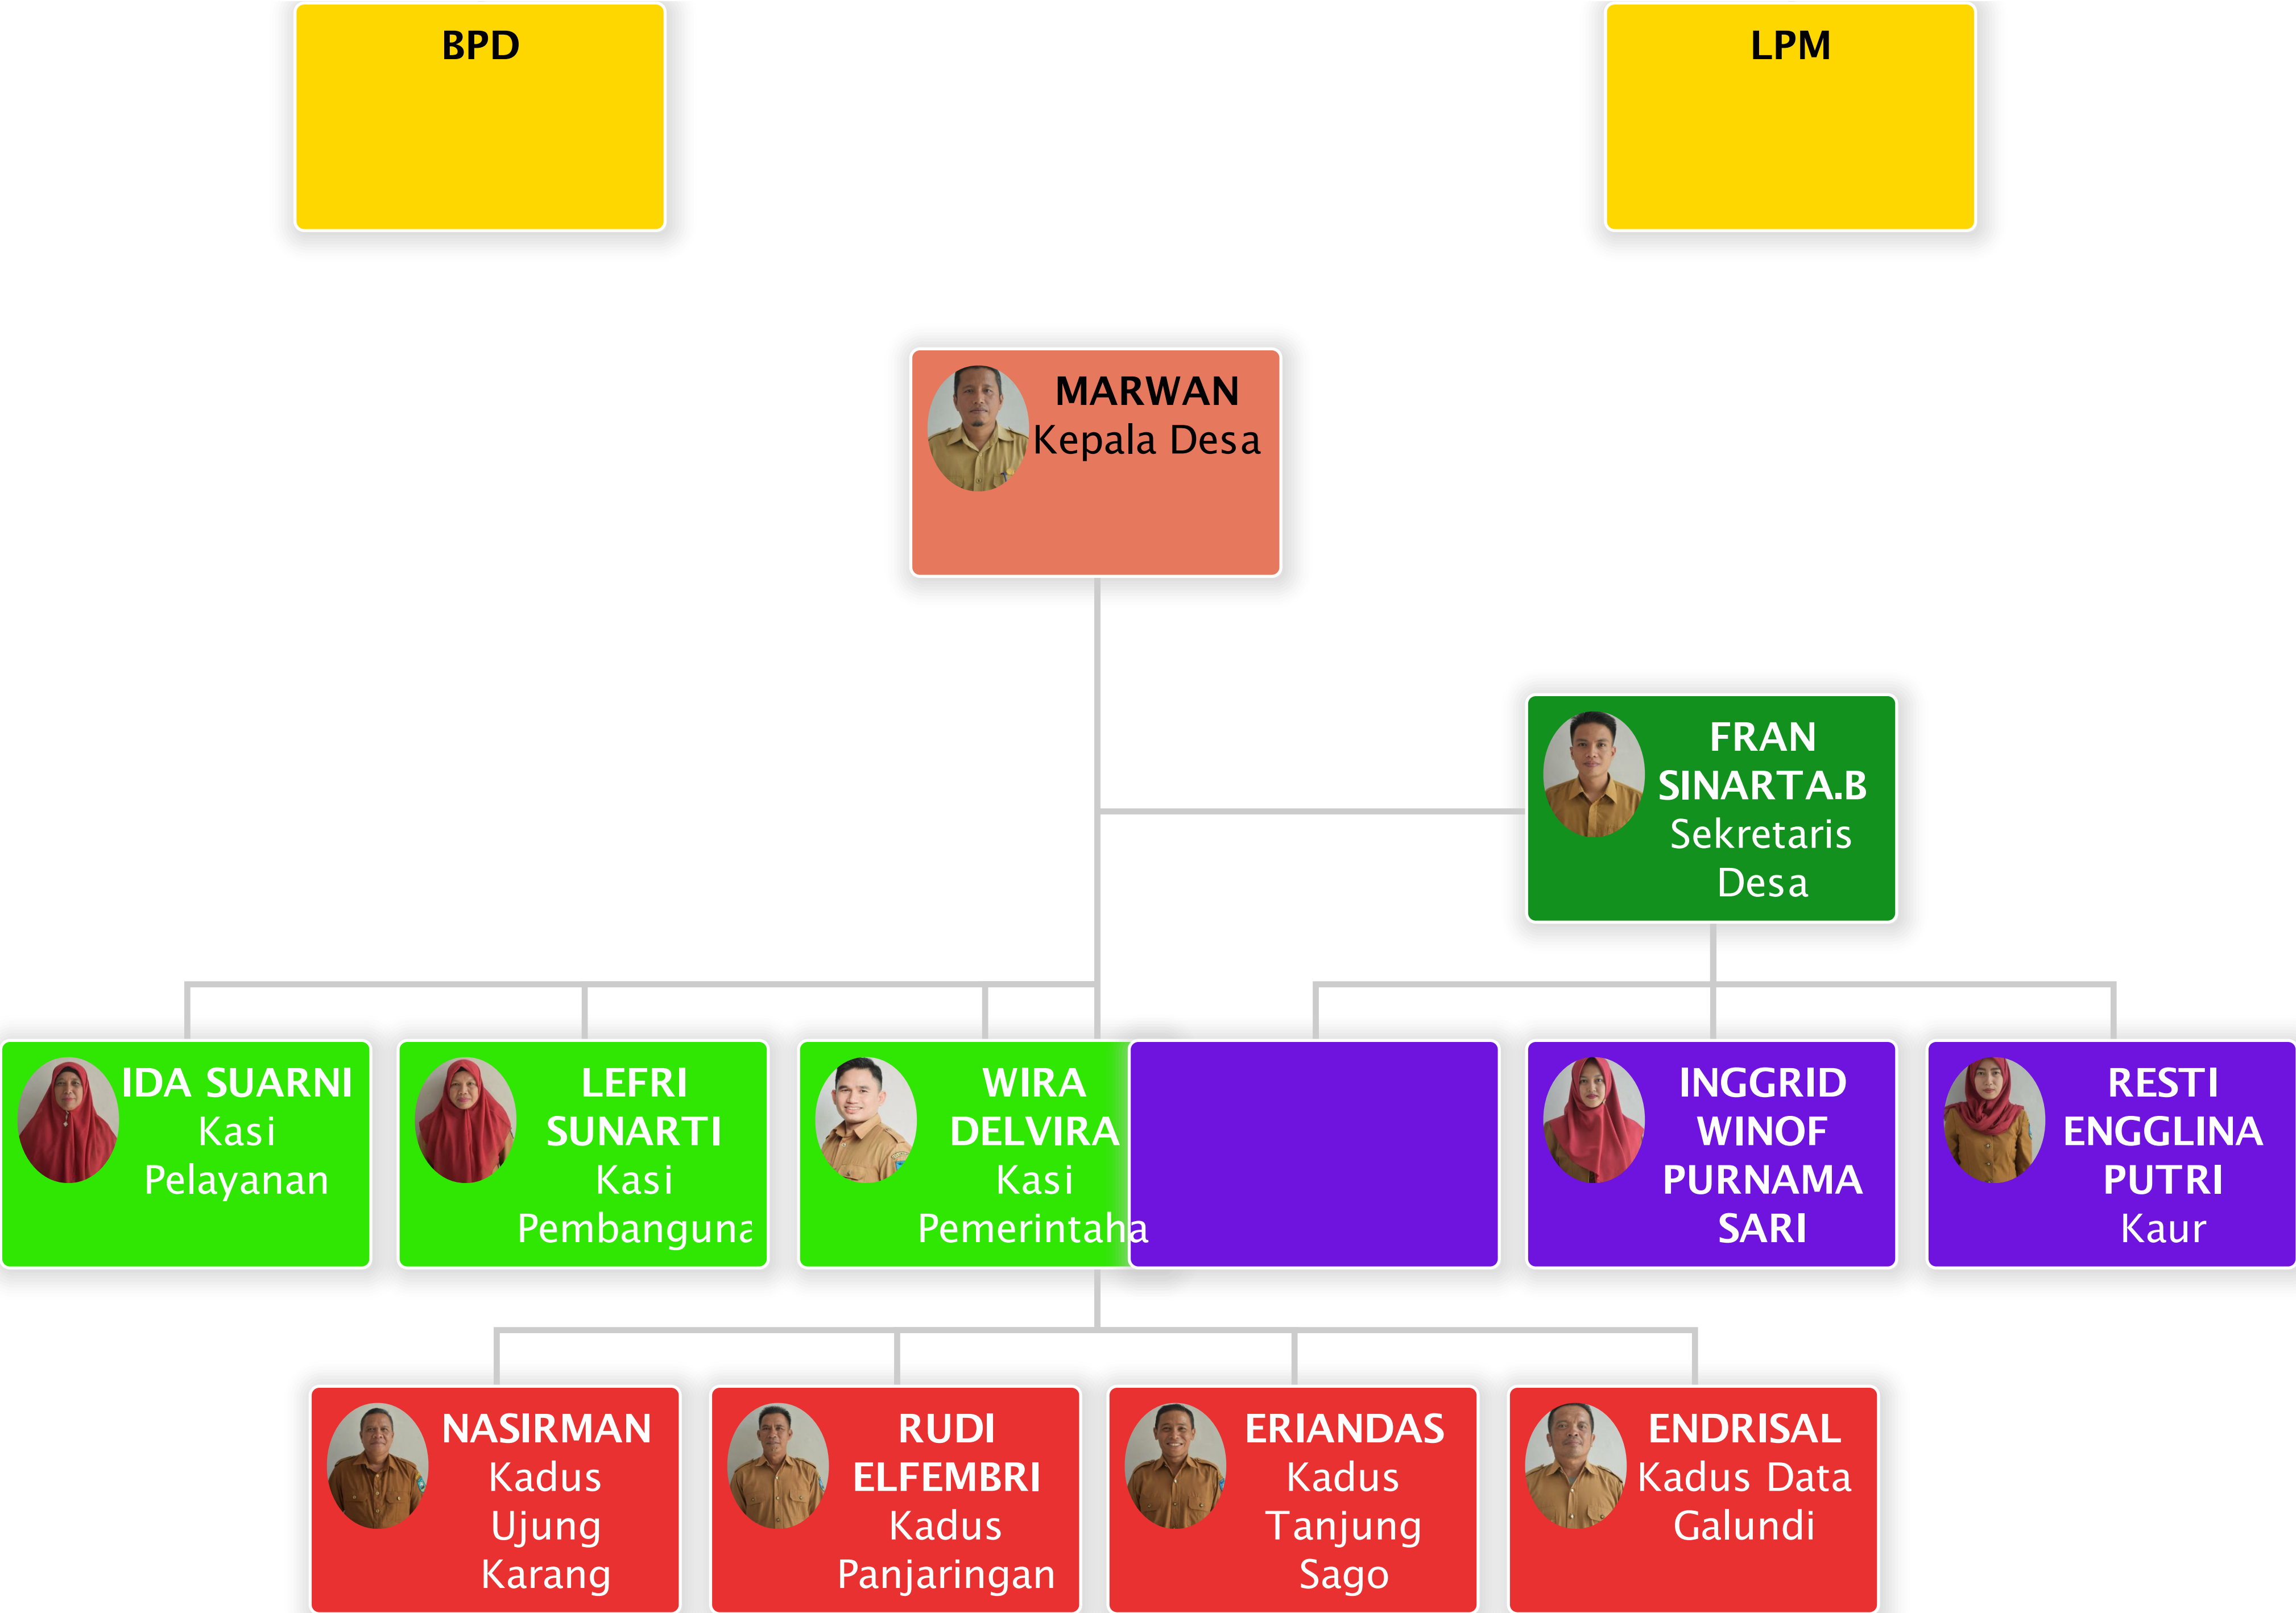 BPD
LPM
MARWAN
Kepala Desa
FRAN
SINARTA.B
Sekretaris
Desa
IDA SUARNI
Kasi
Pelayanan
LEFRI
SUNARTI
Kasi
Pembanguna
WIRA
DELVIRA
Kasi
Pemerintaha
INGGRID
WINOF
PURNAMA
SARI
RESTI
ENGGLINA
PUTRI
Kaur
NASIRMAN
Kadus
Ujung
Karang
RUDI
ELFEMBRI
Kadus
Panjaringan
ERIANDAS
Kadus
Tanjung
Sago
ENDRISAL
Kadus Data
Galundi